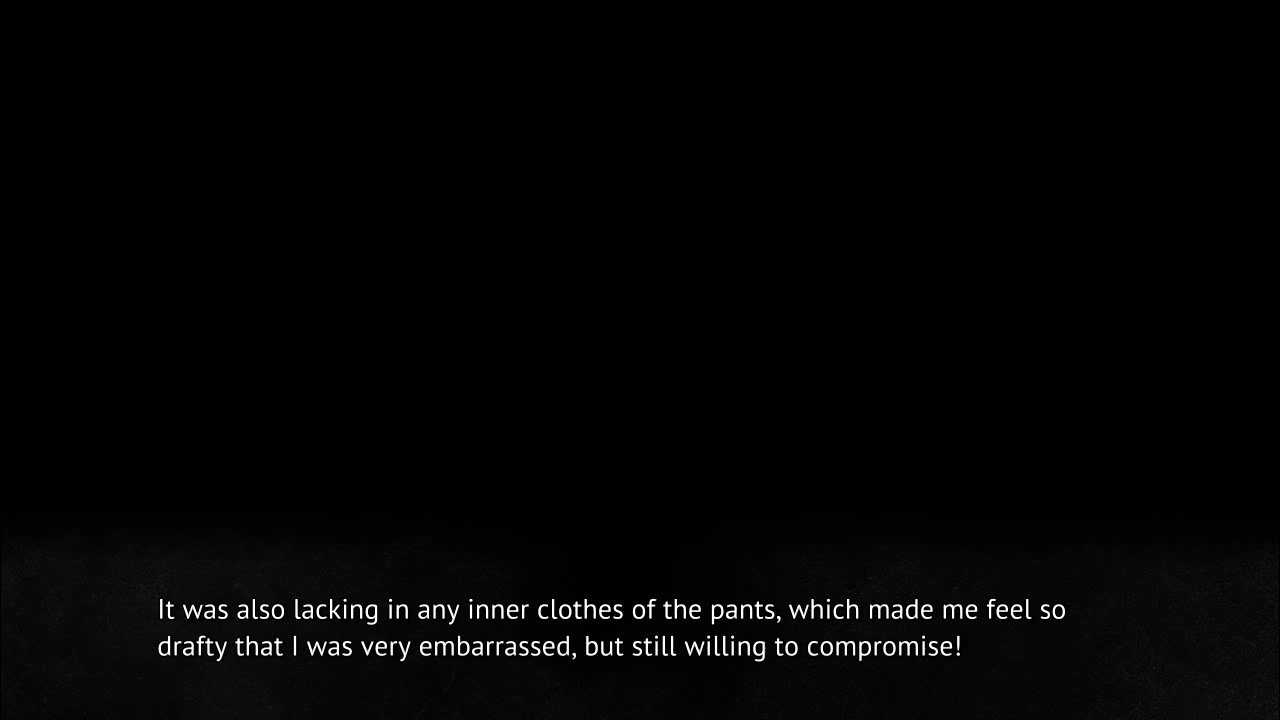 It was also lacking in any inner clothes of the pants, which made me feel so
drafty that I was very embarrassed, but still willing to compromise!